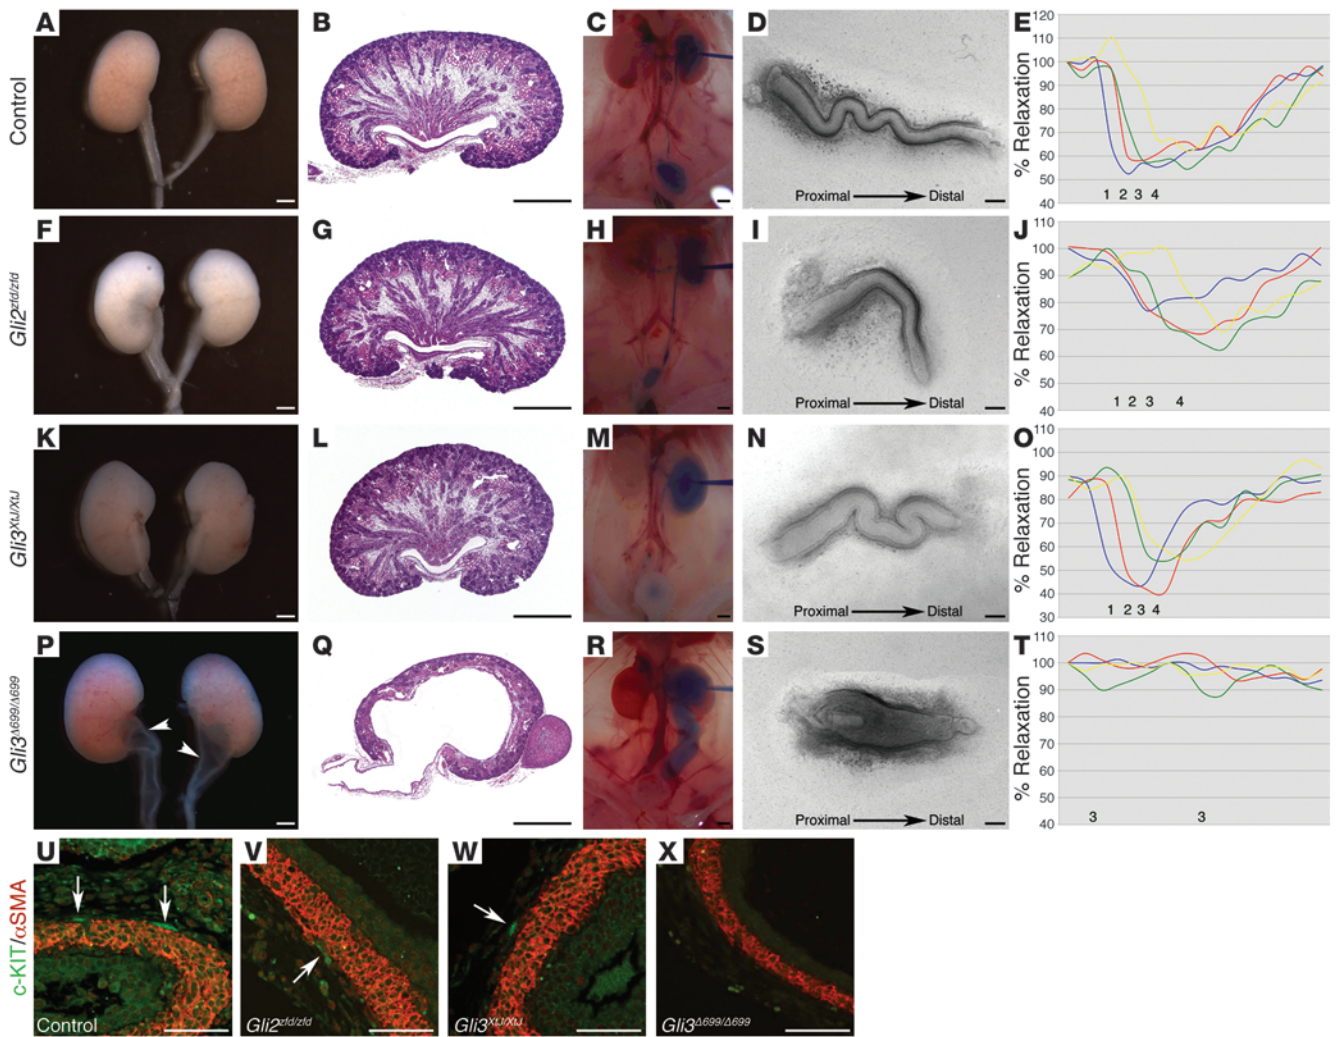 A
B
C
D
E
Control
Proximal
Distal
% Relaxation
120
110
100
90
80
70
60
50
40
1 2 3 4
F
G
H
I
J
Gli2zfd/zfd
Proximal
Distal
% Relaxation
110
100
90
80
70
60
50
40
1 2 3 4
K
L
M
N
O
Gli3XtJ/XtJ
Proximal
Distal
% Relaxation
110
100
90
80
70
60
50
40
30
1 2 3 4
P
Q
R
S
T
Gli3Δ699/Δ699
Proximal
Distal
% Relaxation
110
100
90
80
70
60
50
40
3 3
U
V
W
X
c-KIT/αSMA
Control
Gli2zfd/zfd
Gli3XtJ/XtJ
Gli3Δ699/Δ699